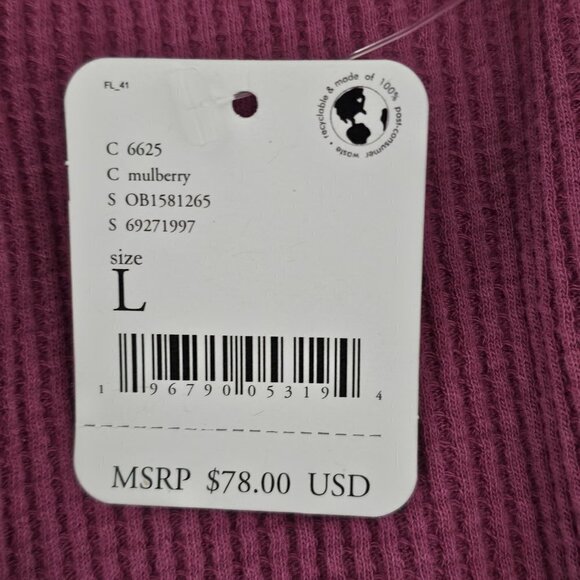 FL_41
recyclable & made of 100% post-consumer waste •
C 6625
C mulberry
S OB1581265
S 69271997
size
L
1 96790 05319 4
MSRP $78.00 USD